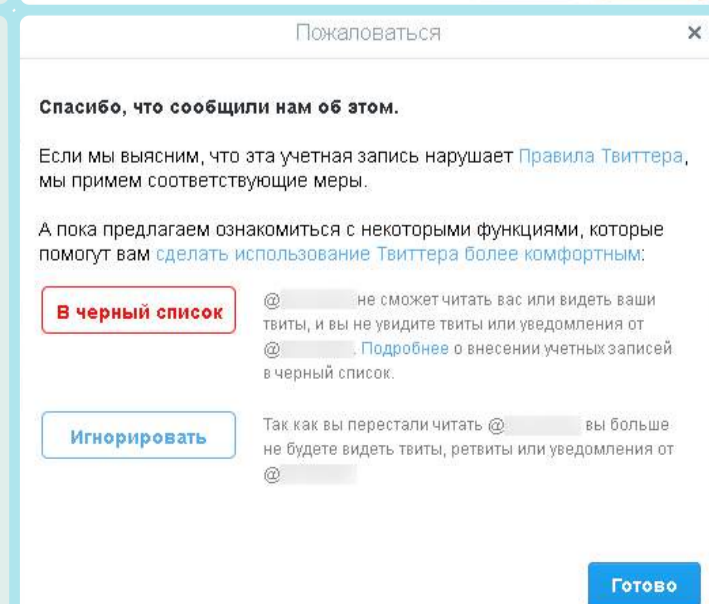 Пожаловаться
Спасибо, что сообщили нам об этом.
Если мы выясним, что эта учетная запись нарушает Правила Твиттера,
мы примем соответствующие меры.
А пока предлагаем ознакомиться с некоторыми функциями, которые
помогут вам сделать использование Твиттера более комфортным:
В черный список
@ не сможет читать вас или видеть ваши
твиты, и вы не увидите твиты или уведомления от
@ . Подробнее о внесении учетных записей
в черный список.
Игнорировать
Так как вы перестали читать @ вы больше
не будете видеть твиты, ретвиты или уведомления от
@
Готово